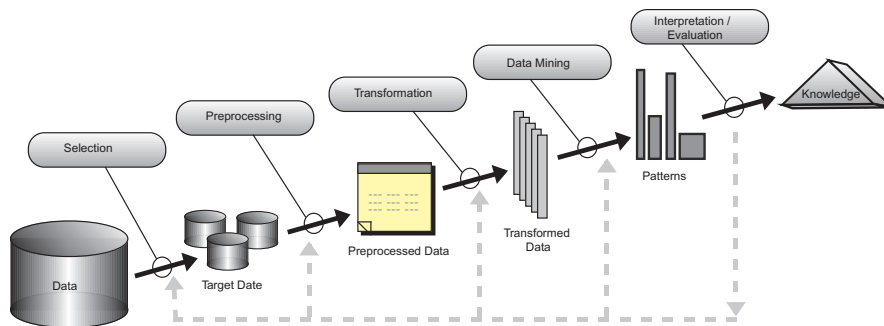 Interpretation /
Evaluation
Data Mining
Transformation
Preprocessing
Selection
Knowledge
Patterns
Transformed
Data
Preprocessed Data
Target Date
Data